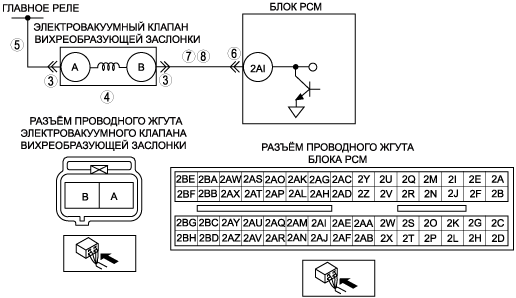 ГЛАВНОЕ РЕЛЕ
БЛОК PCM
ЭЛЕКТРОВАКУУМНЫЙ КЛАПАН
ВИХРЕОБРАЗУЮЩЕЙ ЗАСЛОНКИ
5
A
B
3
3
4
7 8
6
2AI
РАЗЪЁМ ПРОВОДНОГО ЖГУТА
ЭЛЕКТРОВАКУУМНОГО КЛАПАНА
ВИХРЕОБРАЗУЮЩЕЙ ЗАСЛОНКИ
B A
РАЗЪЁМ ПРОВОДНОГО ЖГУТА
БЛОКА PCM
2BE 2BA 2AW 2AS 2AO 2AK 2AG 2AC 2Y 2U 2Q 2M 2I 2E 2A
2BF 2BB 2AX 2AT 2AP 2AL 2AH 2AD 2Z 2V 2R 2N 2J 2F 2B
2BG 2BC 2AY 2AU 2AQ 2AM 2AI 2AE 2AA 2W 2S 2O 2K 2G 2C
2BH 2BD 2AZ 2AV 2AR 2AN 2AJ 2AF 2AB 2X 2T 2P 2L 2H 2D